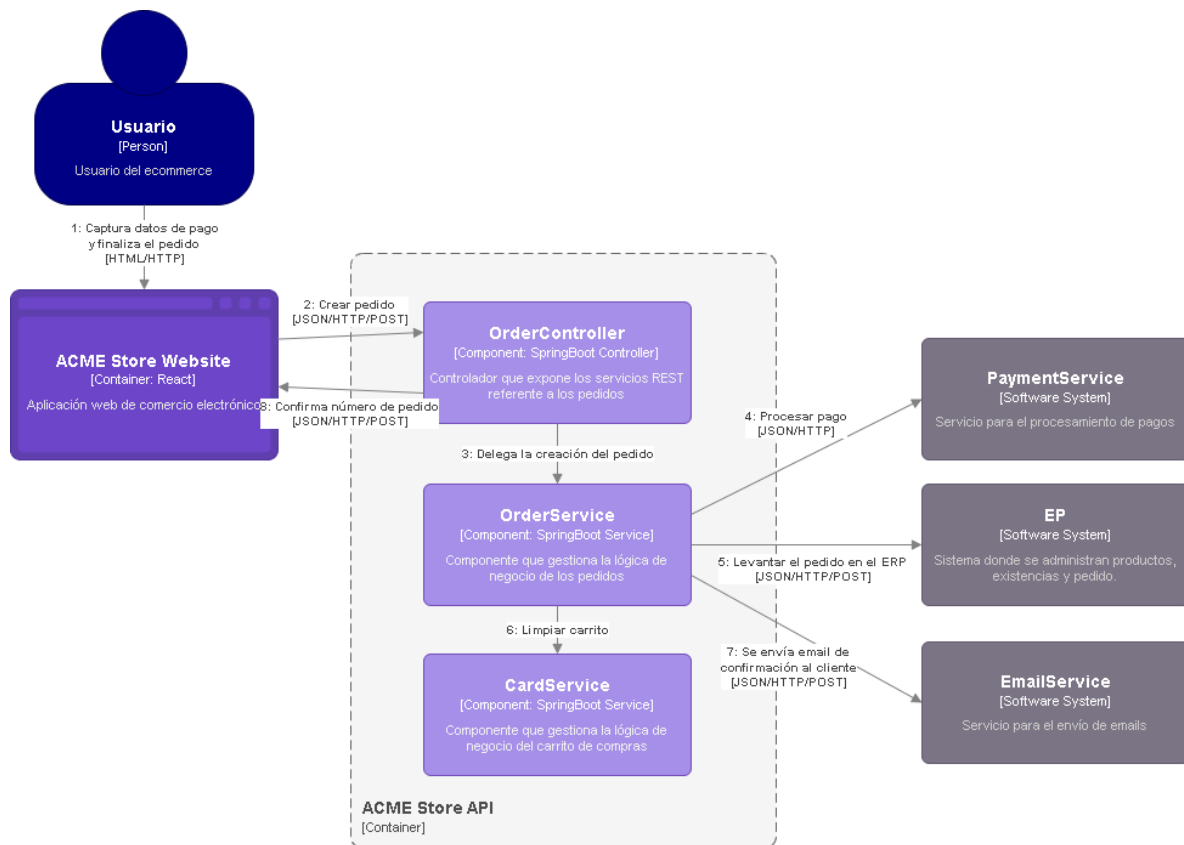 Usuario
[Person]
Usuario del ecommerce
1: Captura datos de pago
y finaliza el pedido
[HTML/HTTP]
ACME Store Website
[Container: React]
Aplicación web de comercio electrónico
2: Crear pedido
[JSON/HTTP/POST]
8: Confirma número de pedido
[JSON/HTTP/POST]
OrderController
[Component: SpringBoot Controller]
Controlador que expone los servicios REST
referente a los pedidos
3: Delega la creación del pedido
OrderService
[Component: SpringBoot Service]
Componente que gestiona la lógica de
negocio de los pedidos
6: Limpiar carrito
CardService
[Component: SpringBoot Service]
Componente que gestiona la lógica de
negocio del carrito de compras
ACME Store API
[Container]
4: Procesar pago
[JSON/HTTP]
5: Levantar el pedido en el ERP
[JSON/HTTP/POST]
7: Se envía email de
confirmación al cliente
[JSON/HTTP/POST]
PaymentService
[Software System]
Servicio para el procesamiento de pagos
EP
[Software System]
Sistema donde se administran productos,
existencias y pedido.
EmailService
[Software System]
Servicio para el envío de emails